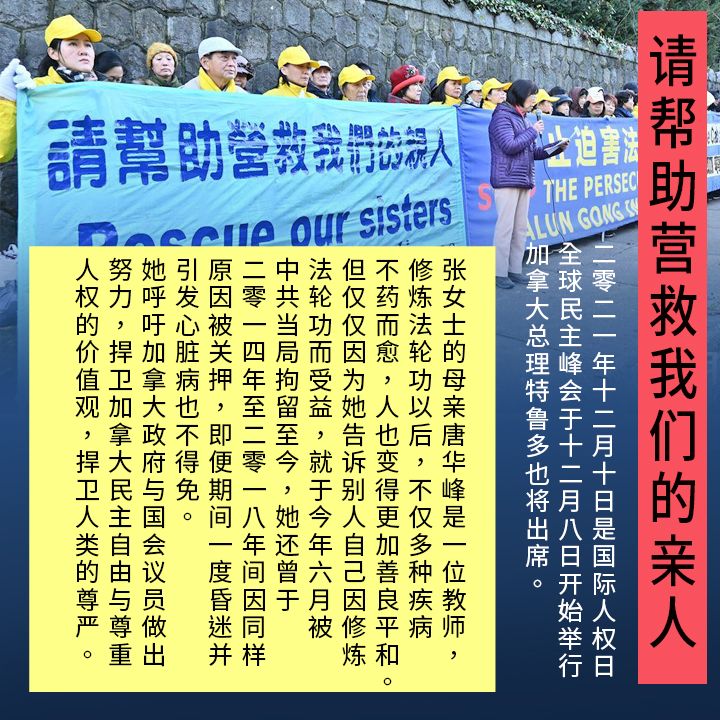 请帮助营救我们的亲人
請幫助營救我們的親人
Rescue our sisters
止迫害法
THE PERSEC
ALUN GONG IN
二零二一年十二月十日是国际人权日
全球民主峰会于十二月八日开始举行
加拿大总理特鲁多也将出席。
张女士的母亲唐华峰是一位教师，
修炼法轮功以后，不仅多种疾病
不药而愈，人也变得更加善良平和。
但仅仅因为她告诉别人自己因修炼
法轮功而受益，就于今年六月被
中共当局拘留至今，她还曾于
二零一四年至二零一八年间因同样
原因被关押，即便期间一度昏迷并
引发心脏病也不得免。
她呼吁加拿大政府与国会议员做出
努力，捍卫加拿大民主自由与尊重
人权的价值观，捍卫人类的尊严。